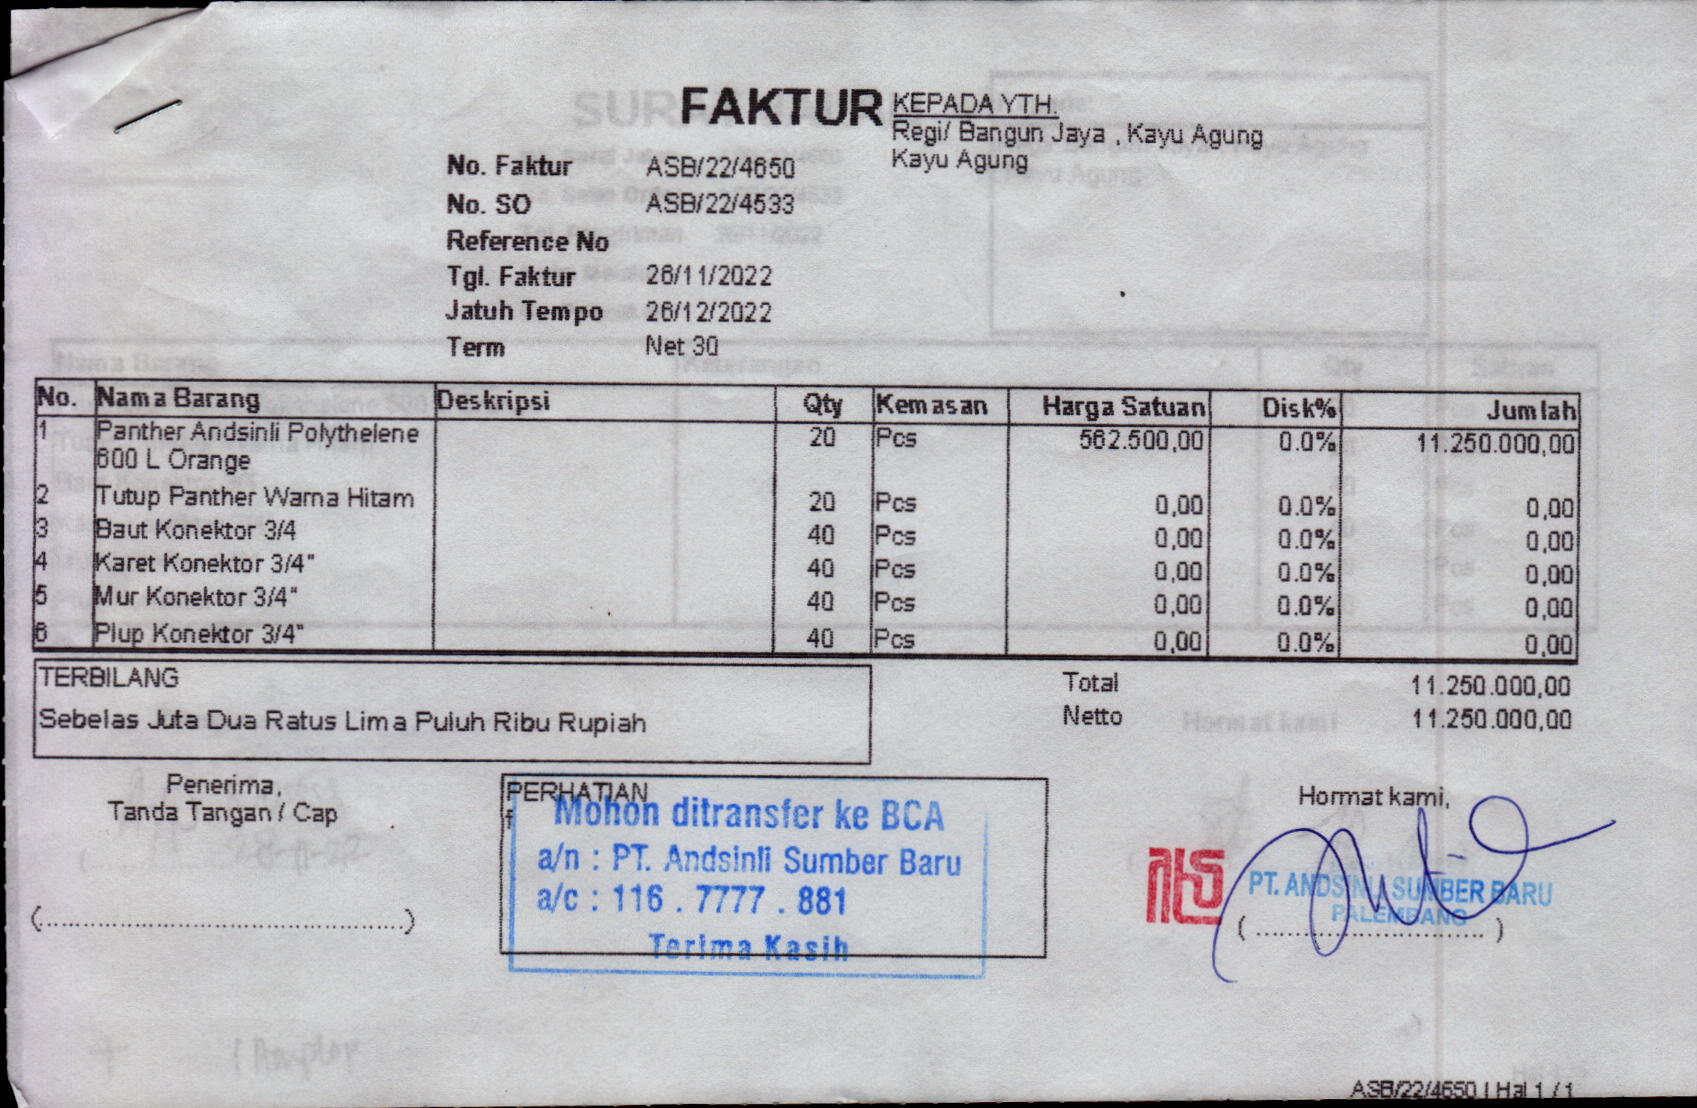 FAKTUR
KEPADA YTH.
Regi/ Bangun Jaya , Kayu Agung
Kayu Agung
No. Faktur ASB/22/4650
No. SO ASB/22/4533
Reference No
Tgl. Faktur 26/11/2022
Jatuh Tempo 26/12/2022
Term Net 30
No. Nama Barang Deskripsi Qty Kemasan Harga Satuan Disk% Jumlah
1 Panther Andsinli Polythelene 20 Pcs 562.500,00 0.0% 11.250.000,00
600 L Orange
2 Tutup Panther Warna Hitam 20 Pcs 0,00 0.0% 0,00
3 Baut Konektor 3/4 40 Pcs 0,00 0.0% 0,00
4 Karet Konektor 3/4" 40 Pcs 0,00 0.0% 0,00
5 Mur Konektor 3/4" 40 Pcs 0,00 0.0% 0,00
6 Plup Konektor 3/4" 40 Pcs 0,00 0.0% 0,00
TERBILANG
Sebelas Juta Dua Ratus Lima Puluh Ribu Rupiah
Total 11.250.000,00
Netto 11.250.000,00
Penerima,
Tanda Tangan / Cap
(..............................................)
PERHATIAN
f
Mohon ditransfer ke BCA
a/n : PT. Andsinli Sumber Baru
a/c : 116 . 7777 . 881
Terima Kasih
Hormat kami,
PT. ANDSINLI SUMBER BARU
PALEMBANG
( .............................. )
ASB/22/4650 | Hal 1 / 1